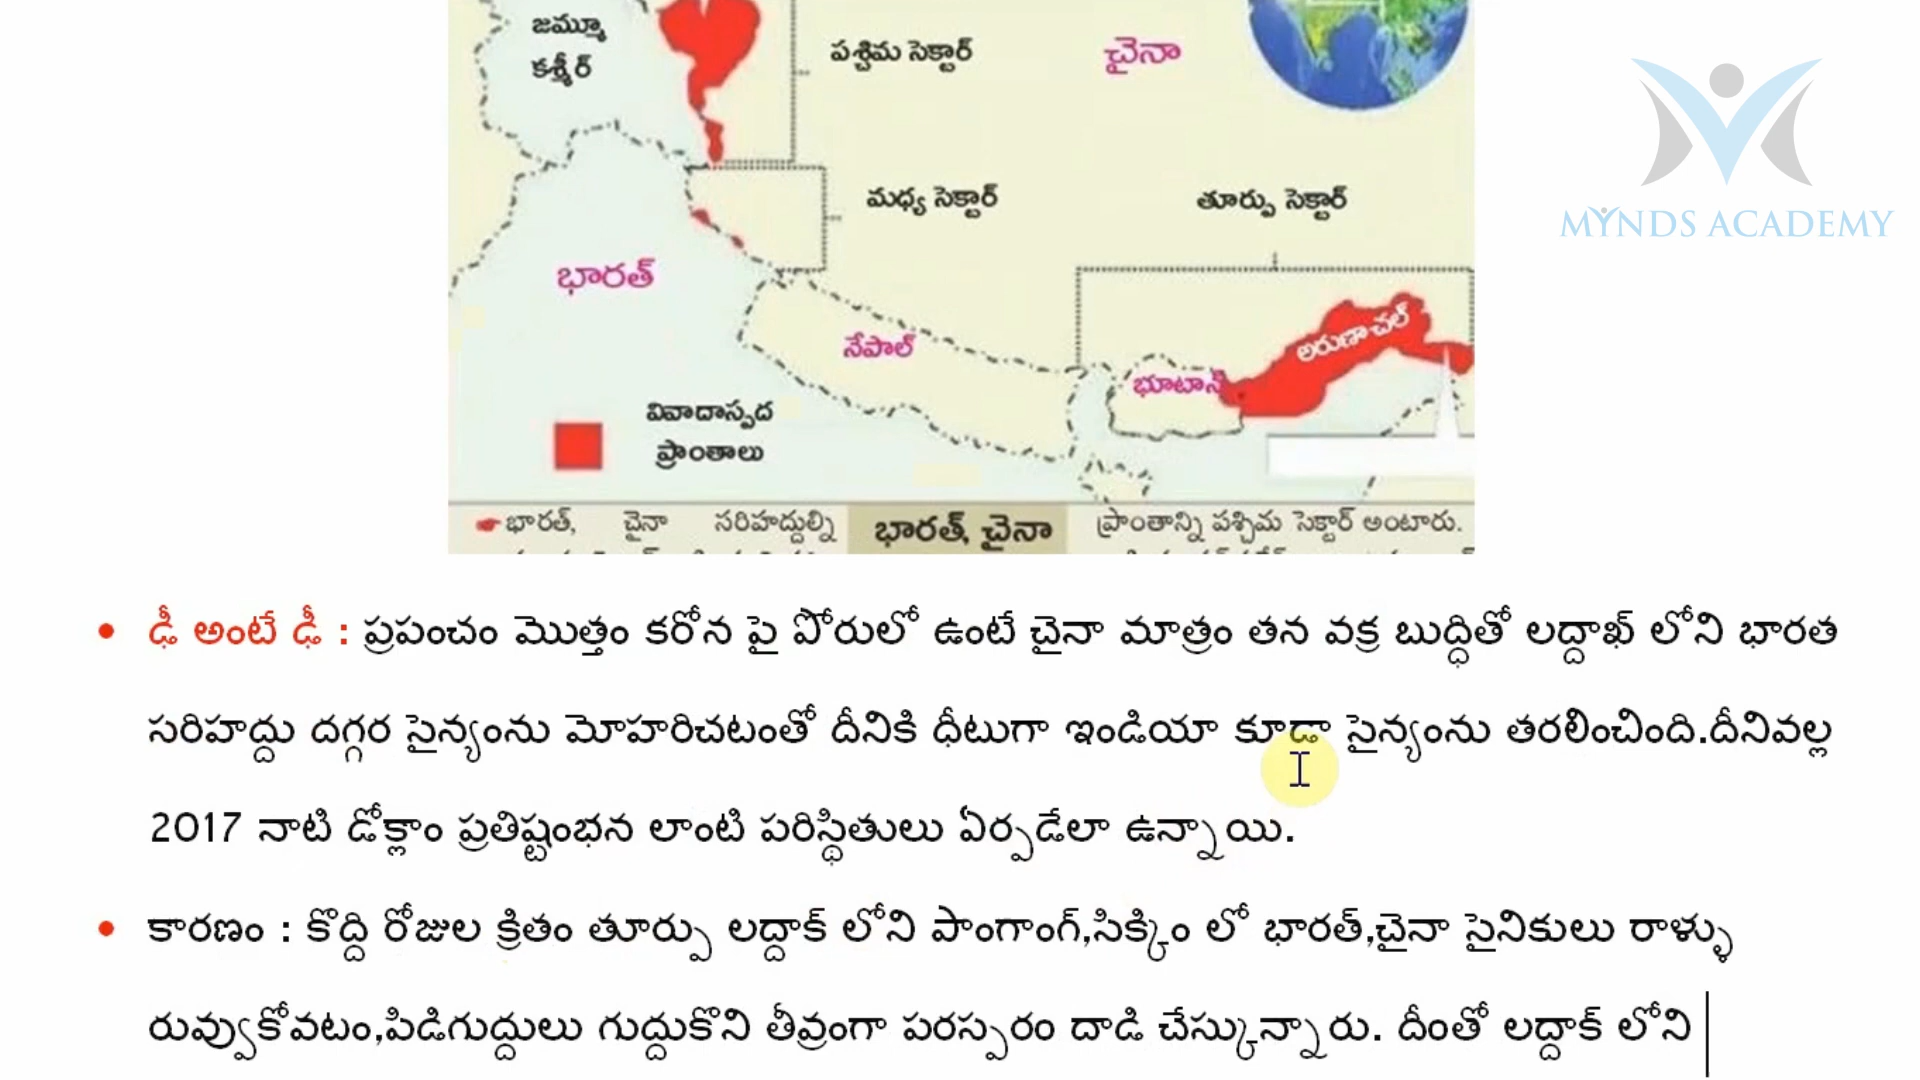 జమ్మూ
కశ్మీర్
పశ్చిమ సెక్టార్
చైనా
మధ్య సెక్టార్
తూర్పు సెక్టార్
MYNDS ACADEMY
భారత్
నేపాల్
అరుణాచల్
భూటాన్
వివాదాస్పద
ప్రాంతాలు
భారత్, చైనా సరిహద్దుల్ని
భారత్, చైనా
ప్రాంతాన్ని పశ్చిమ సెక్టార్ అంటారు.
• ఢీ అంటే ఢీ : ప్రపంచం మొత్తం కరోన పై పోరులో ఉంటే చైనా మాత్రం తన వక్ర బుద్ధితో లద్దాఖ్ లోని భారత
సరిహద్దు దగ్గర సైన్యంను మోహరిచటంతో దీనికి ధీటుగా ఇండియా కూడా సైన్యంను తరలించింది.దీనివల్ల
2017 నాటి డోక్లాం ప్రతిష్టంభన లాంటి పరిస్థితులు ఏర్పడేలా ఉన్నాయి.
• కారణం : కొద్ది రోజుల క్రితం తూర్పు లద్దాక్ లోని పాంగాంగ్,సిక్కిం లో భారత్,చైనా సైనికులు రాళ్ళు
రువ్వుకోవటం,పిడిగుద్దులు గుద్దుకొని తీవ్రంగా పరస్పరం దాడి చేస్కున్నారు. దీంతో లద్దాక్ లోని